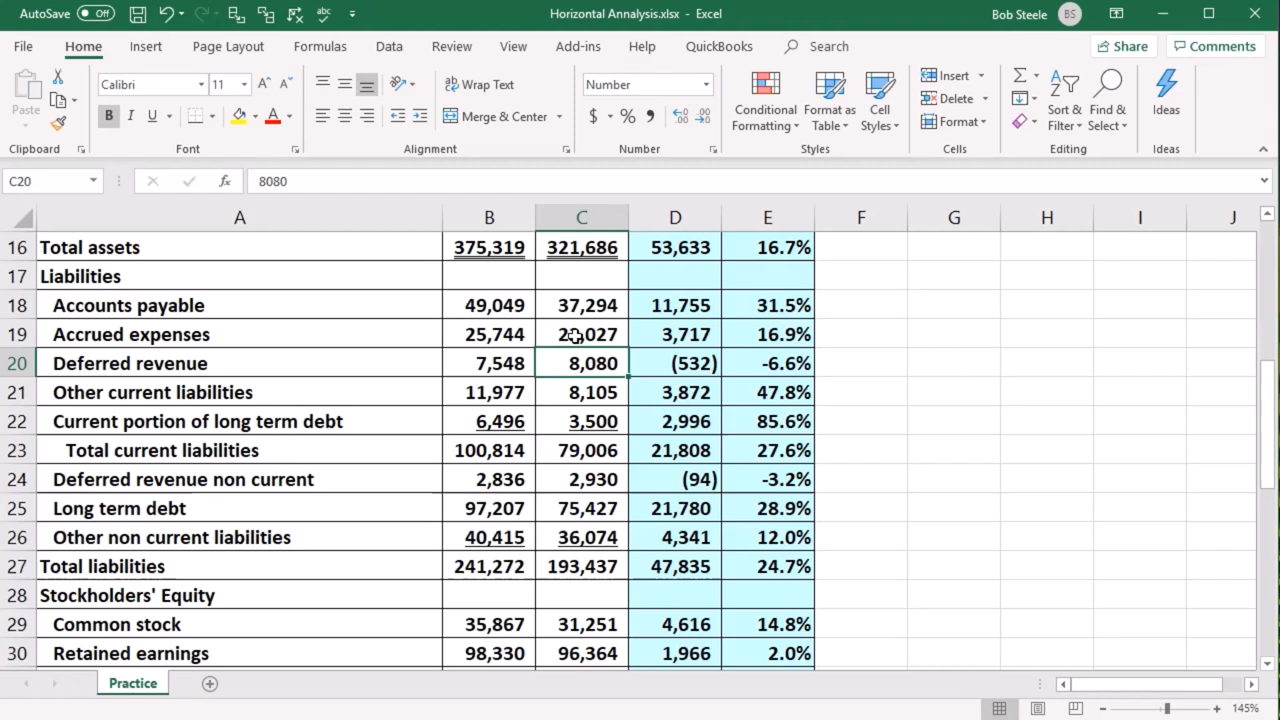 AutoSave Off Horizontal Annalysis.xlsx - Excel Bob Steele BS
File Home Insert Page Layout Formulas Data Review View Add-ins Help QuickBooks Search Share Comments
Paste Calibri 11 Wrap Text Number Conditional Format as Cell Insert Sort & Find & Ideas
B I U Merge & Center $ % Formatting Table Styles Delete Filter Select
Format
Clipboard Font Alignment Number Styles Cells Editing Ideas
C20 fx 8080
A B C D E F G H I J
16 Total assets 375,319 321,686 53,633 16.7%
17 Liabilities
18 Accounts payable 49,049 37,294 11,755 31.5%
19 Accrued expenses 25,744 22,027 3,717 16.9%
20 Deferred revenue 7,548 8,080 (532) -6.6%
21 Other current liabilities 11,977 8,105 3,872 47.8%
22 Current portion of long term debt 6,496 3,500 2,996 85.6%
23 Total current liabilities 100,814 79,006 21,808 27.6%
24 Deferred revenue non current 2,836 2,930 (94) -3.2%
25 Long term debt 97,207 75,427 21,780 28.9%
26 Other non current liabilities 40,415 36,074 4,341 12.0%
27 Total liabilities 241,272 193,437 47,835 24.7%
28 Stockholders' Equity
29 Common stock 35,867 31,251 4,616 14.8%
30 Retained earnings 98,330 96,364 1,966 2.0%
Practice
145%